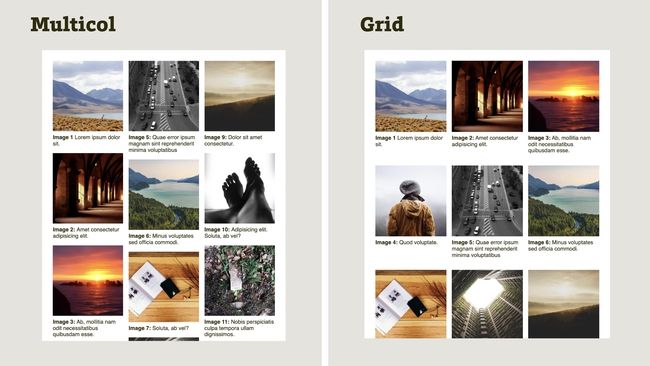 Multicol
Image 1 Lorem ipsum dolor
sit.
Image 2: Amet consectetur
adipisicing elit.
Image 3: Ab, mollitia nam
odit necessitatibus
quibusdam esse.
Image 5: Quae error ipsum
magnam sint reprehenderit
minima voluptatibus
Image 6: Minus voluptates
sed officia commodi.
Image 7: Soluta, ab vel?
Image 9: Dolor sit amet
consectetur.
Image 10: Adipisicing elit.
Soluta, ab vel?
Image 11: Nobis perspiciatis
culpa tempora ullam
dignissimos.
Grid
Image 1 Lorem ipsum dolor
sit.
Image 2: Amet consectetur
adipisicing elit.
Image 3: Ab, mollitia nam
odit necessitatibus
quibusdam esse.
Image 4: Quod voluptate.
Image 5: Quae error ipsum
magnam sint reprehenderit
minima voluptatibus
Image 6: Minus voluptates
sed officia commodi.